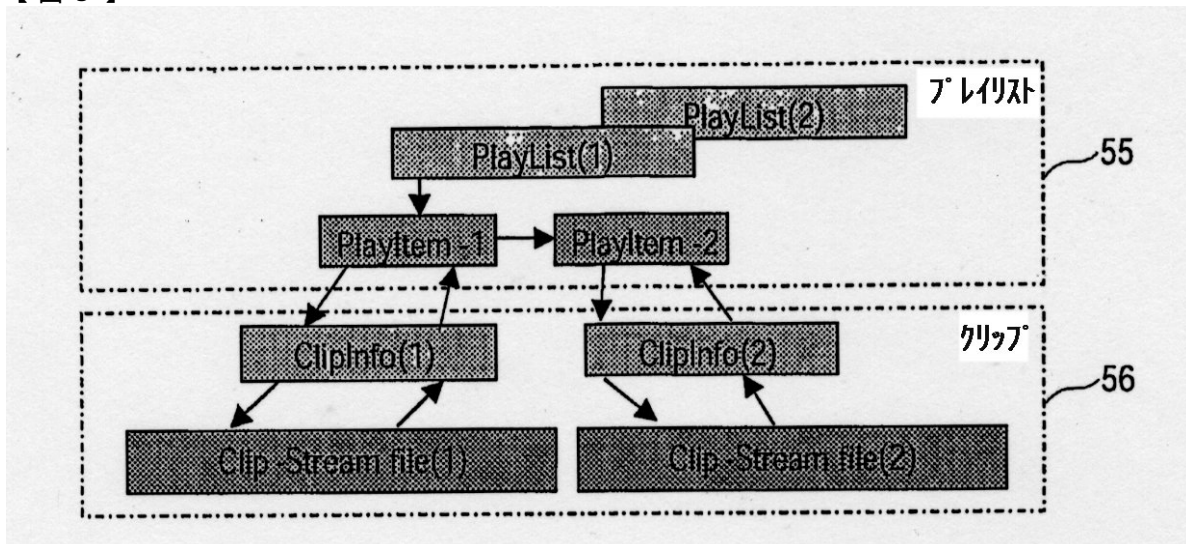 プレイリスト
PlayList(2)
PlayList(1)
55
PlayItem -1
PlayItem -2
クリップ
ClipInfo(1)
ClipInfo(2)
56
Clip -Stream file(1)
Clip -Stream file(2)